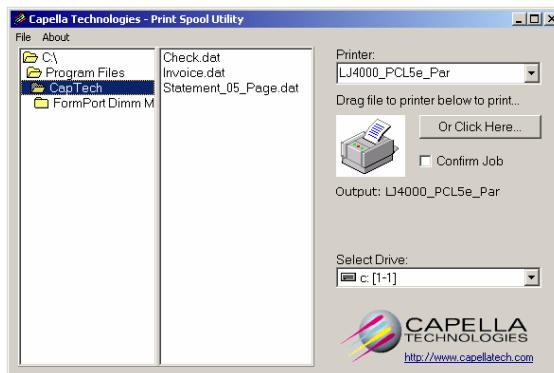 Capella Technologies - Print Spool Utility
File About
C:\
Program Files
CapTech
FormPort Dimm M
Check.dat
Invoice.dat
Statement_05_Page.dat
Printer:
LJ4000_PCL5e_Par
Drag file to printer below to print...
Or Click Here...
Confirm Job
Output: LJ4000_PCL5e_Par
Select Drive:
c: [1-1]
CAPELLA
TECHNOLOGIES
http://www.capellatech.com